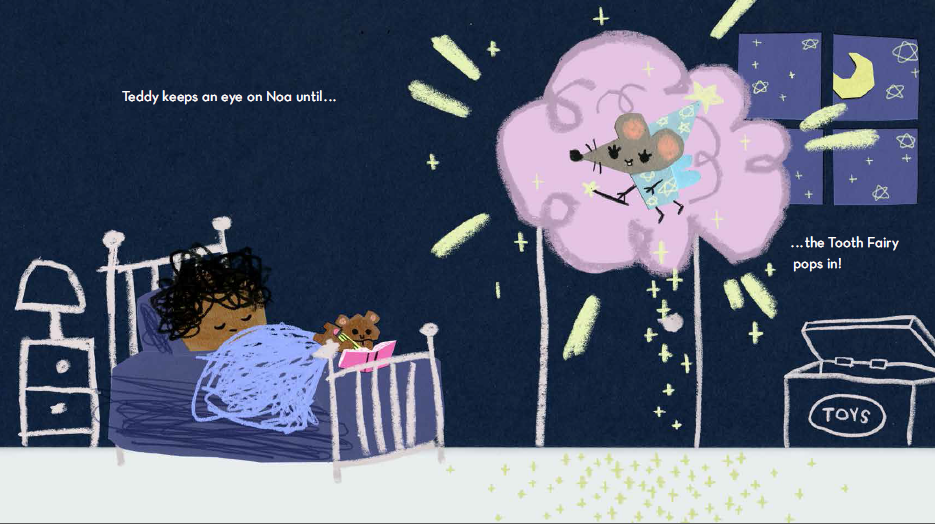 Teddy keeps an eye on Noa until...
...the Tooth Fairy
pops in!
TOYS